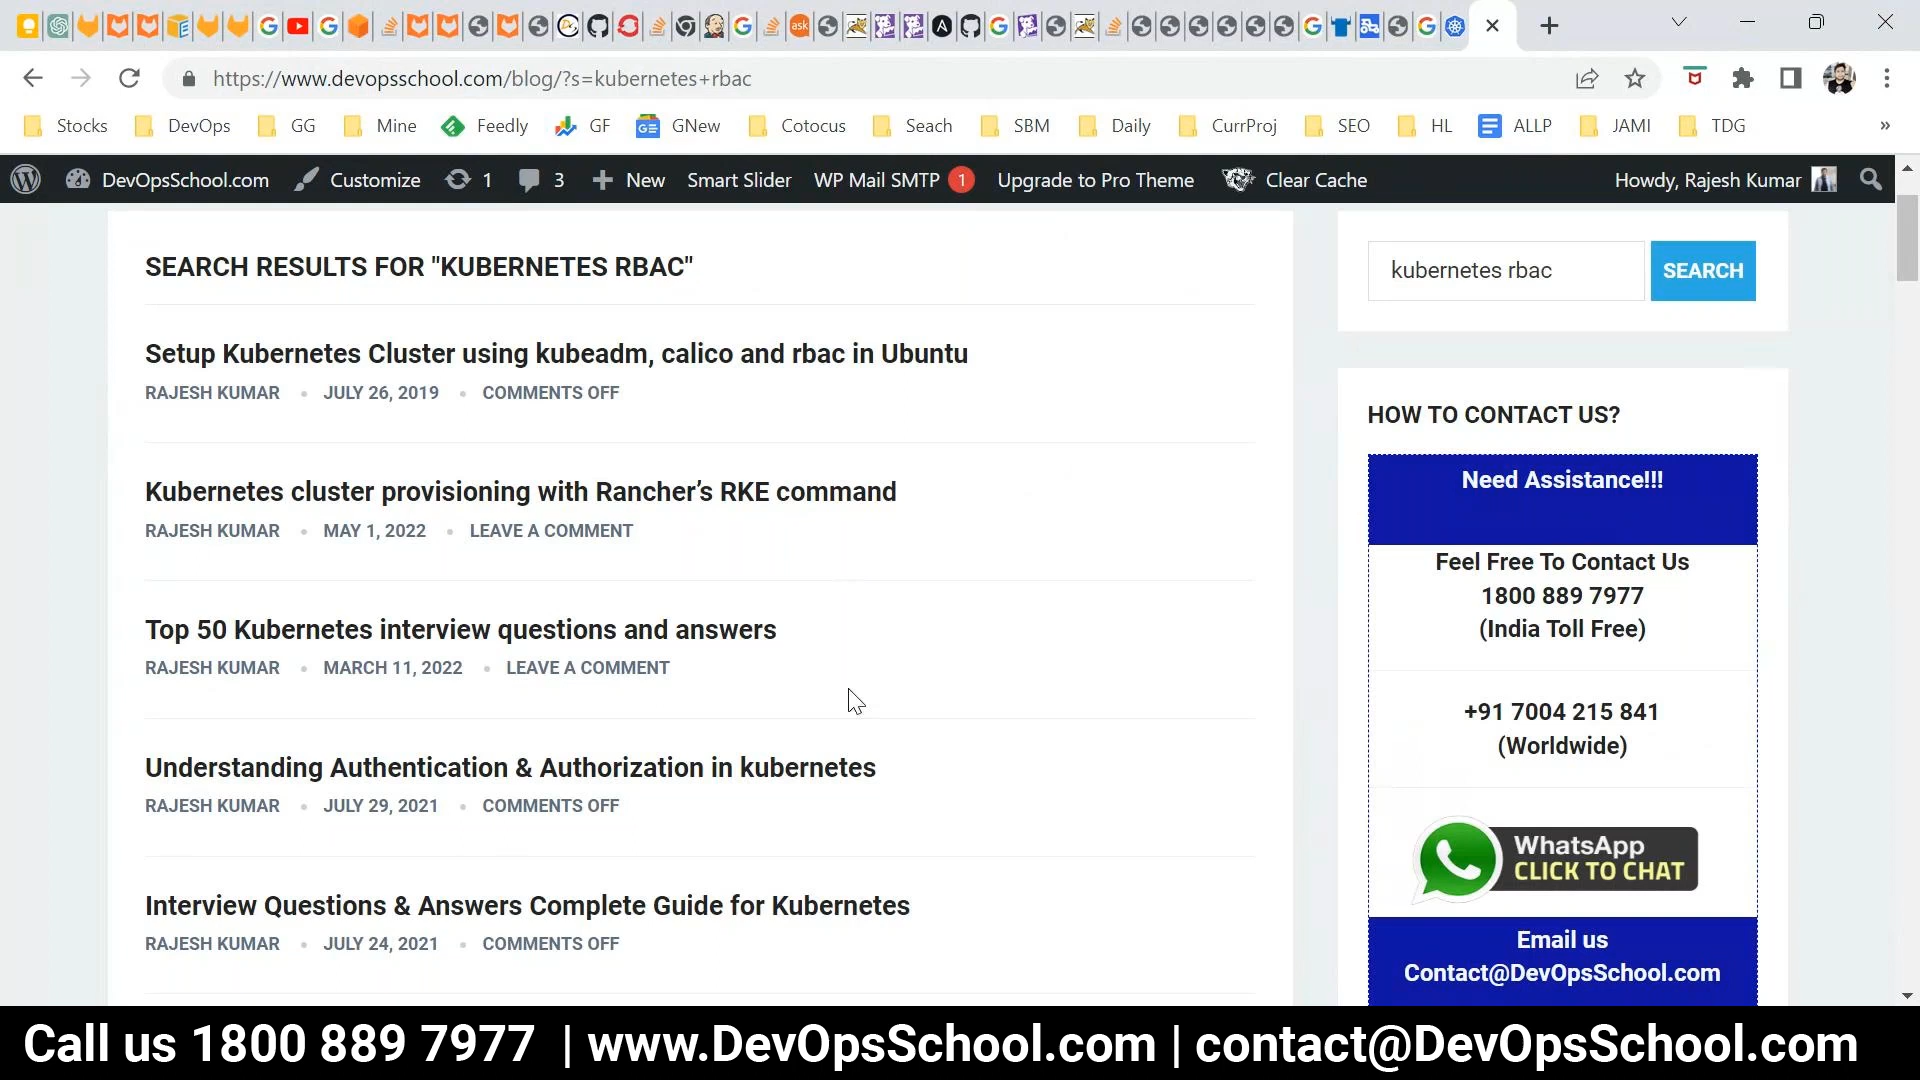 https://www.devopsschool.com/blog/?s=kubernetes+rbac
Stocks DevOps GG Mine Feedly GF GNew Cotocus Seach SBM Daily CurrProj SEO HL ALLP JAMI TDG »
DevOpsSchool.com Customize 1 3 New Smart Slider WP Mail SMTP 1 Upgrade to Pro Theme Clear Cache Howdy, Rajesh Kumar
SEARCH RESULTS FOR "KUBERNETES RBAC"
Setup Kubernetes Cluster using kubeadm, calico and rbac in Ubuntu
RAJESH KUMAR • JULY 26, 2019 • COMMENTS OFF
Kubernetes cluster provisioning with Rancher’s RKE command
RAJESH KUMAR • MAY 1, 2022 • LEAVE A COMMENT
Top 50 Kubernetes interview questions and answers
RAJESH KUMAR • MARCH 11, 2022 • LEAVE A COMMENT
Understanding Authentication & Authorization in kubernetes
RAJESH KUMAR • JULY 29, 2021 • COMMENTS OFF
Interview Questions & Answers Complete Guide for Kubernetes
RAJESH KUMAR • JULY 24, 2021 • COMMENTS OFF
kubernetes rbac SEARCH
HOW TO CONTACT US?
Need Assistance!!!
Feel Free To Contact Us
1800 889 7977
(India Toll Free)
+91 7004 215 841
(Worldwide)
WhatsApp
CLICK TO CHAT
Email us
Contact@DevOpsSchool.com
Call us 1800 889 7977 | www.DevOpsSchool.com | contact@DevOpsSchool.com